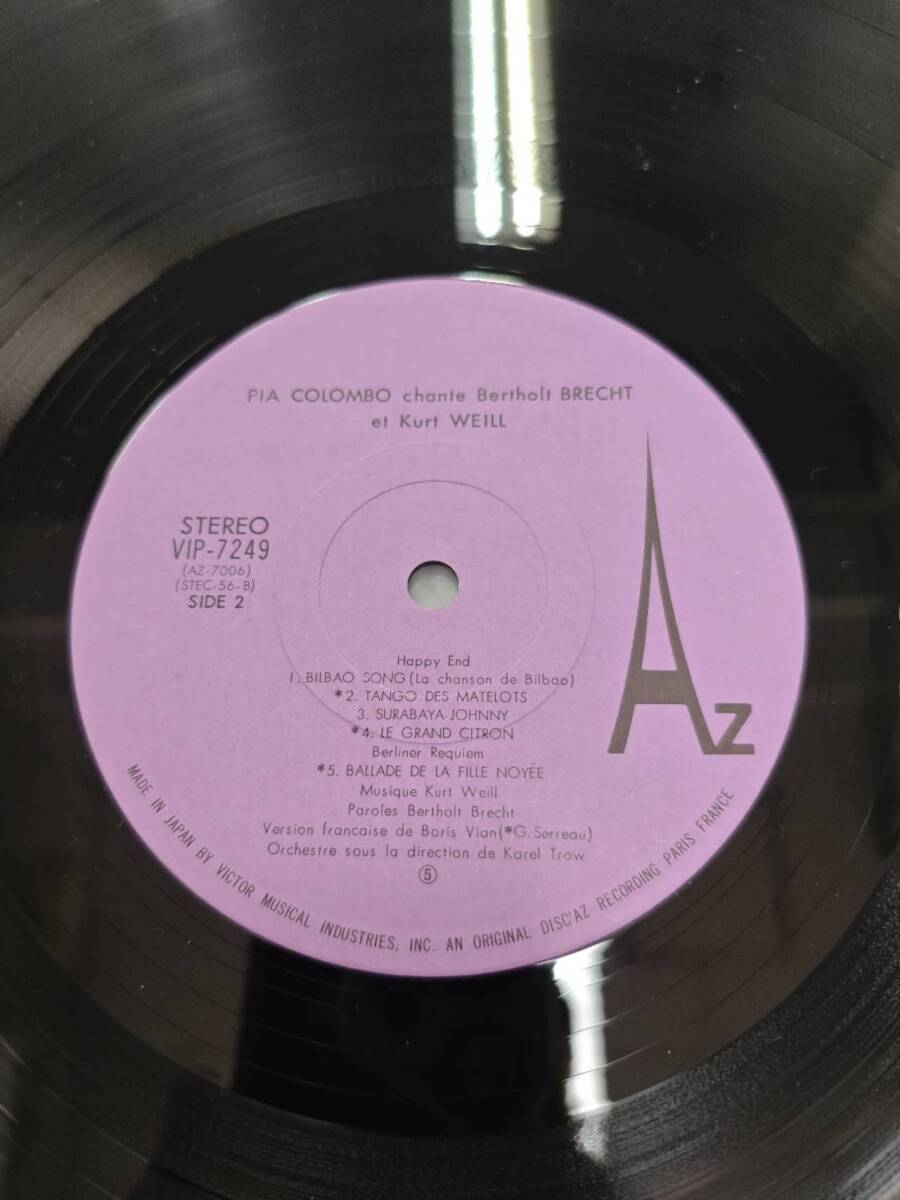 PIA COLOMBO chante Bertholt BRECHT
et Kurt WEILL
STEREO
VIP-7249
(AZ-7006)
(STEC-56-B)
SIDE 2
Az
Happy End
1. BILBAO SONG (La chanson de Bilbao)
*2. TANGO DES MATELOTS
3. SURABAYA-JOHNNY
*4. LE GRAND CITRON
Berliner Requiem
*5. BALLADE DE LA FILLE NOYÉE
Musique Kurt Weill
Paroles Bertholt Brecht
Version francaise de Boris Vian(*G. Serreau)
Orchestre sous la direction de Karel Trow
⑤
MADE IN JAPAN BY VICTOR MUSICAL INDUSTRIES, INC. AN ORIGINAL DISC'AZ RECORDING PARIS FRANCE